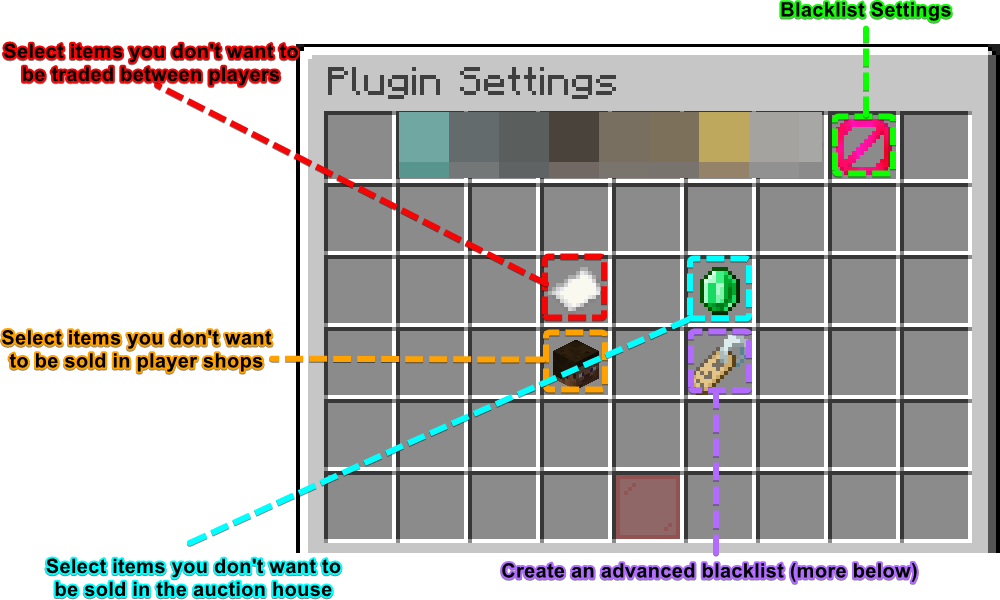 Blacklist Settings
Select items you don't want to
be traded between players
Plugin Settings
Select items you don't want
to be sold in player shops
Select items you don't want to
be sold in the auction house
Create an advanced blacklist (more below)